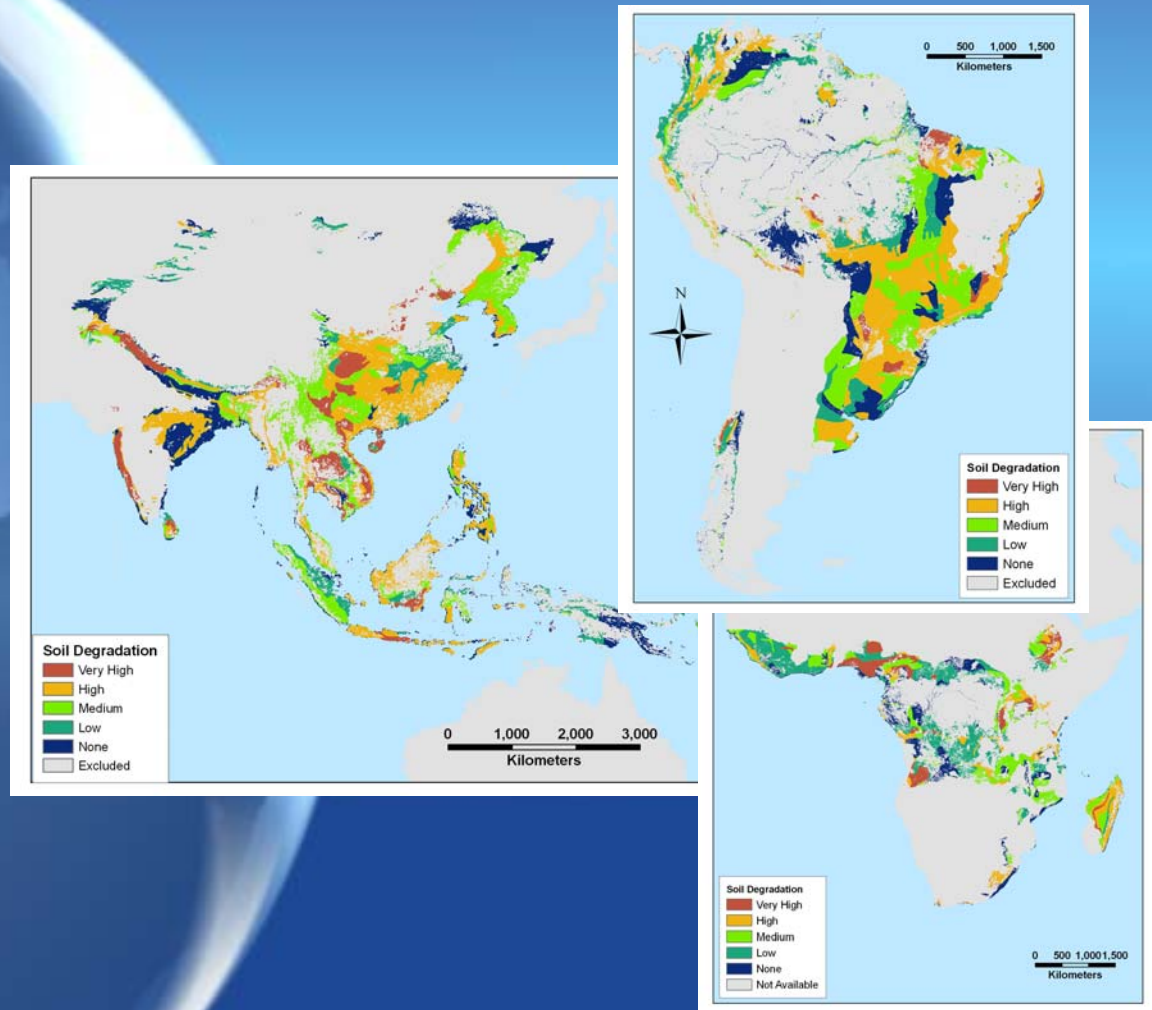 0 500 1,000 1,500
Kilometers
N
Soil Degradation
Very High
High
Medium
Low
None
Excluded
Soil Degradation
Very High
High
Medium
Low
None
Excluded
0 1,000 2,000 3,000
Kilometers
Soil Degradation
Very High
High
Medium
Low
None
Not Available
0 500 1,000 1,500
Kilometers